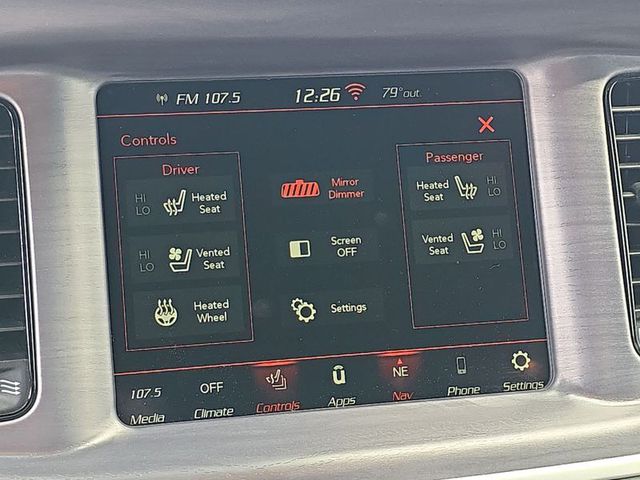 FM 107.5 12:26 79°out.
Controls X
Driver
HI
LO
Heated
Seat
HI
LO
Vented
Seat
Heated
Wheel
Mirror
Dimmer
Screen
OFF
Settings
Passenger
Heated
Seat
HI
LO
Vented
Seat
HI
LO
107.5 OFF NE
Media Climate Controls Apps Nav Phone Settings